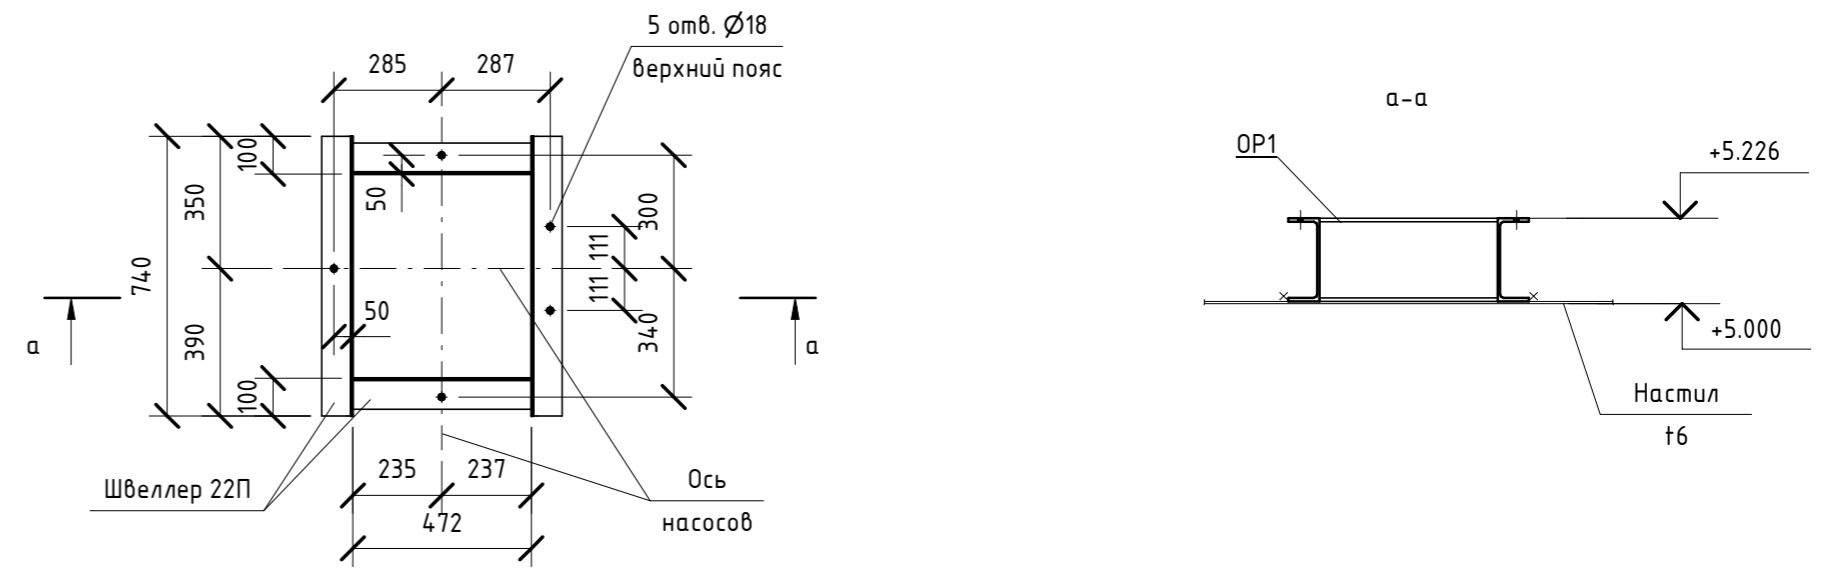 5 отв. Ø18
верхний пояс
285
287
100
350
740
390
100
50
50
300
111
111
340
а
а
235
237
472
Швеллер 22П
Ось
насосов
а-а
ОР1
+5.226
+5.000
Настил
t6